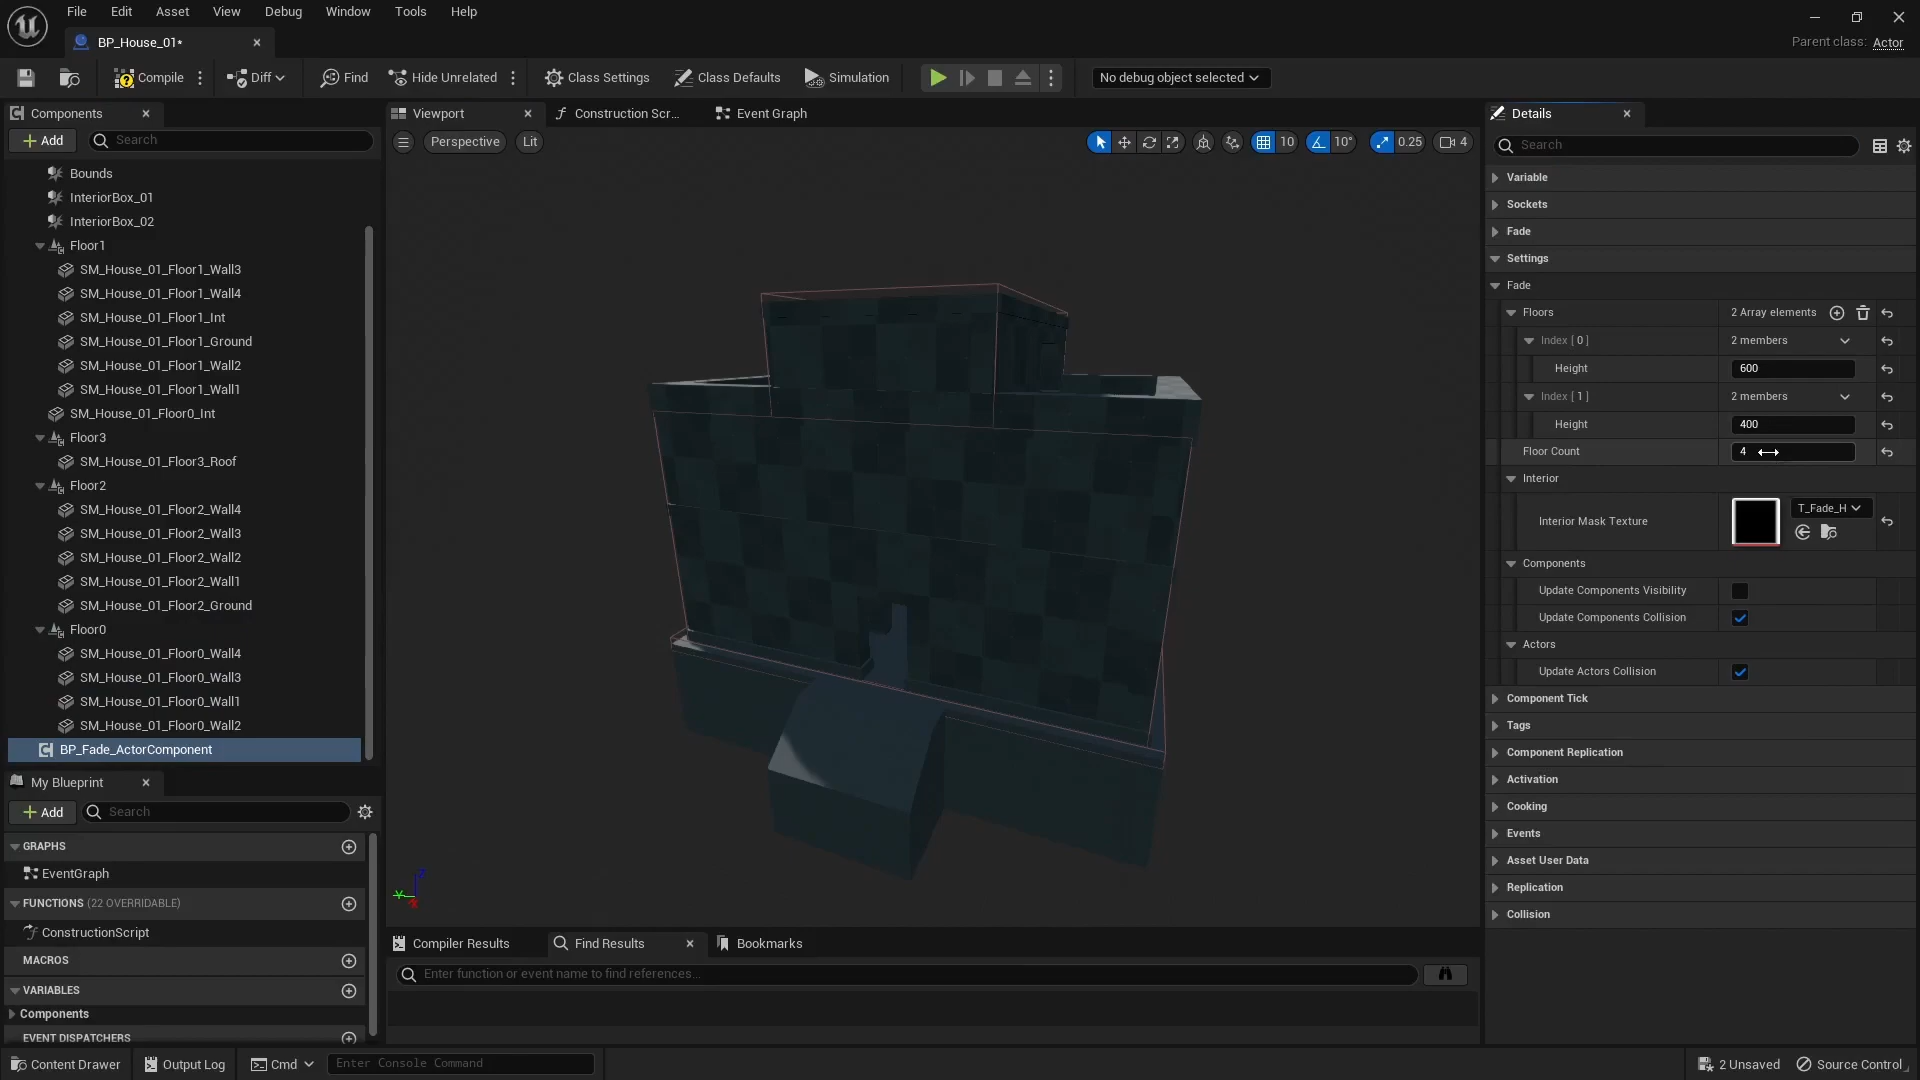 File Edit Asset View Debug Window Tools Help
BP_House_01*
Parent class: Actor
Compile Diff Find Hide Unrelated Class Settings Class Defaults Simulation No debug object selected
Components
Add Search
Bounds
InteriorBox_01
InteriorBox_02
Floor1
SM_House_01_Floor1_Wall3
SM_House_01_Floor1_Wall4
SM_House_01_Floor1_Int
SM_House_01_Floor1_Ground
SM_House_01_Floor1_Wall2
SM_House_01_Floor1_Wall1
SM_House_01_Floor0_Int
Floor3
SM_House_01_Floor3_Roof
Floor2
SM_House_01_Floor2_Wall4
SM_House_01_Floor2_Wall3
SM_House_01_Floor2_Wall2
SM_House_01_Floor2_Wall1
SM_House_01_Floor2_Ground
Floor0
SM_House_01_Floor0_Wall4
SM_House_01_Floor0_Wall3
SM_House_01_Floor0_Wall1
SM_House_01_Floor0_Wall2
BP_Fade_ActorComponent
My Blueprint
Add Search
GRAPHS
EventGraph
FUNCTIONS (22 OVERRIDABLE)
ConstructionScript
MACROS
VARIABLES
Components
EVENT DISPATCHERS
Viewport Construction Scr... Event Graph
Perspective Lit 10 10° 0.25 4
Compiler Results Find Results Bookmarks
Enter function or event name to find references...
Details
Search
Variable
Sockets
Fade
Settings
Fade
Floors 2 Array elements
Index [ 0 ] 2 members
Height 600
Index [ 1 ] 2 members
Height 400
Floor Count 4
Interior
Interior Mask Texture T_Fade_H
Components
Update Components Visibility
Update Components Collision
Actors
Update Actors Collision
Component Tick
Tags
Component Replication
Activation
Cooking
Events
Asset User Data
Replication
Collision
Content Drawer Output Log Cmd Enter Console Command 2 Unsaved Source Control